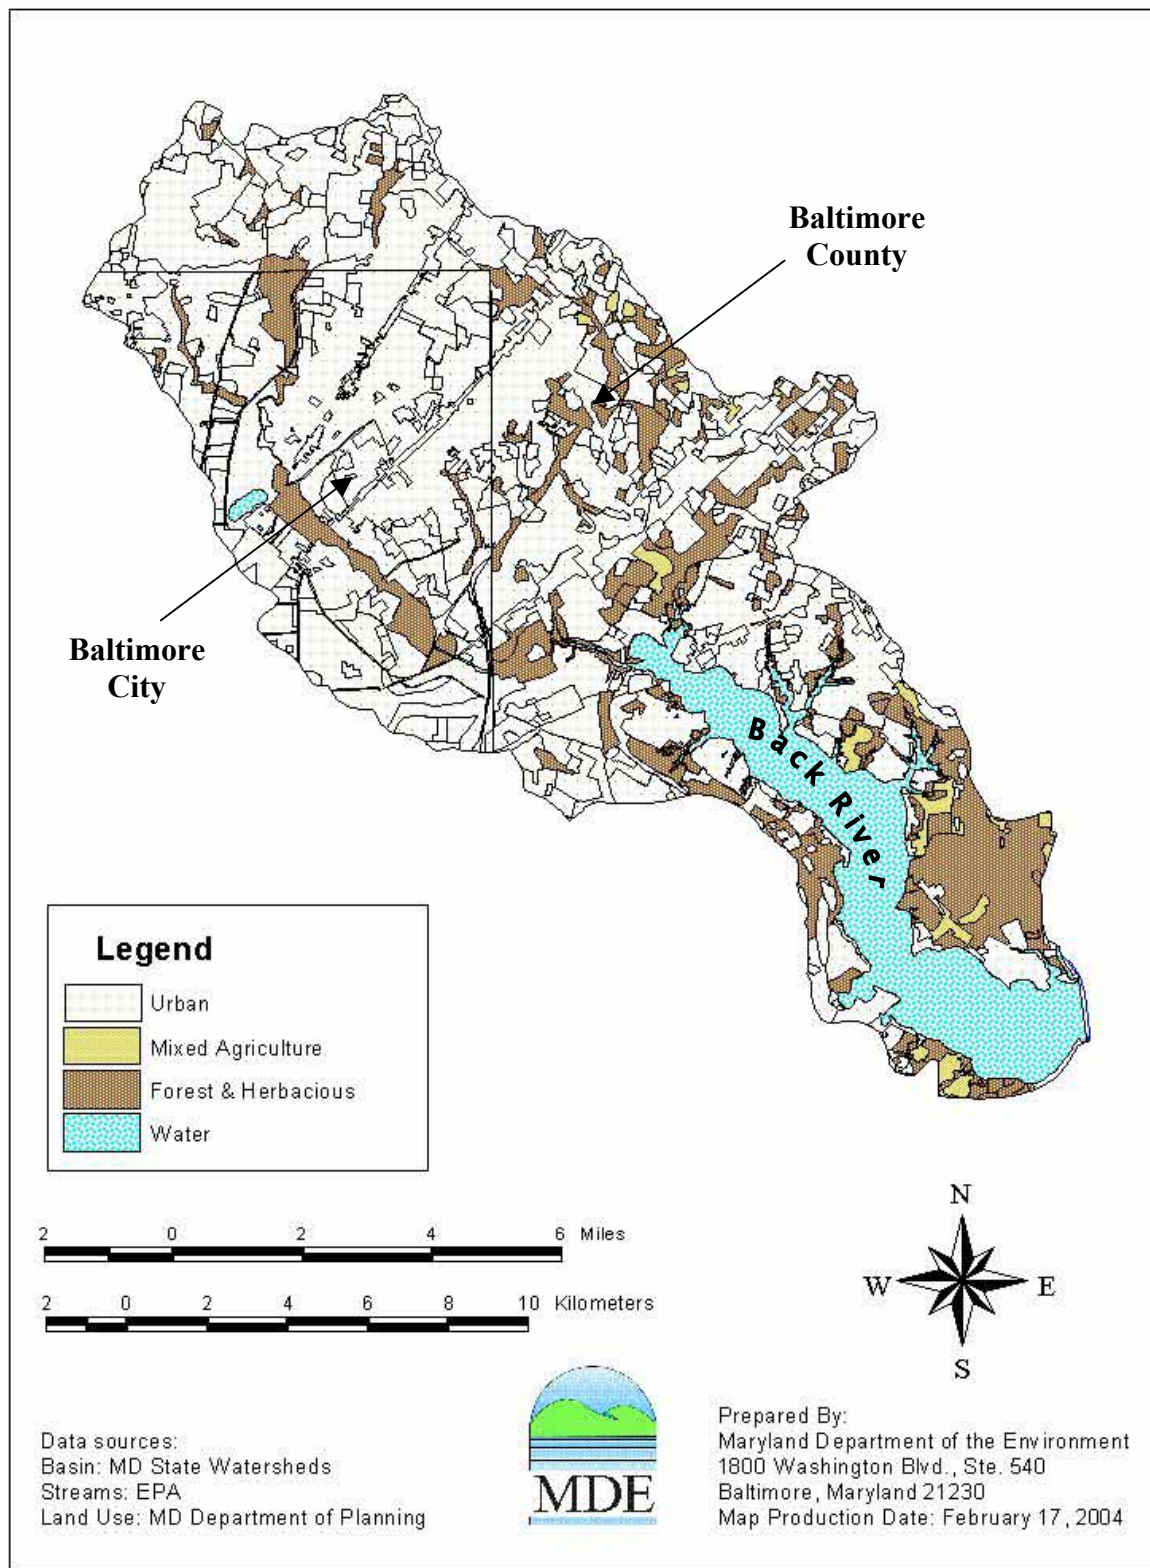 Baltimore
County
Baltimore
City
Back River
Legend
Urban
Mixed Agriculture
Forest & Herbacious
Water
2 0 2 4 6 Miles
2 0 2 4 6 8 10 Kilometers
N
W E
S
MDE
Data sources:
Basin: MD State Watersheds
Streams: EPA
Land Use: MD Department of Planning
Prepared By:
Maryland Department of the Environment
1800 Washington Blvd., Ste. 540
Baltimore, Maryland 21230
Map Production Date: February 17, 2004